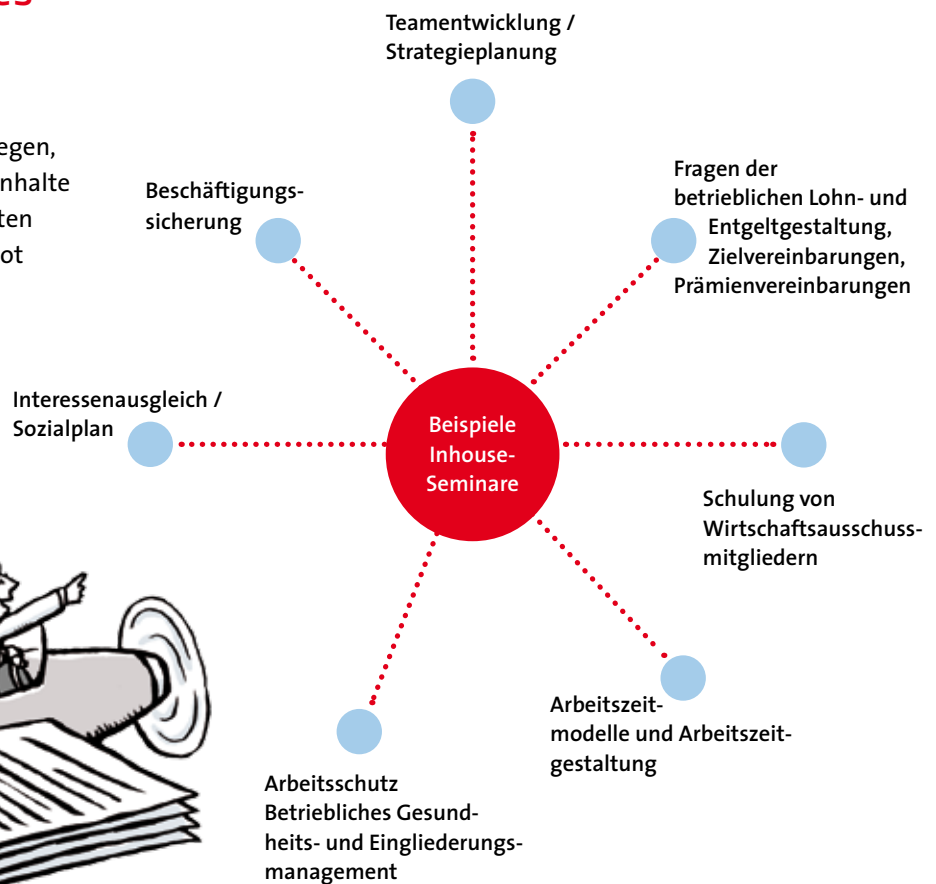 Teamentwicklung /
Strategieplanung
Beschäftigungs-
sicherung
Fragen der
betrieblichen Lohn- und
Entgeltgestaltung,
Zielvereinbarungen,
Prämienvereinbarungen
Interessenausgleich /
Sozialplan
Beispiele
Inhouse-
Seminare
Schulung von
Wirtschaftsausschuss-
mitgliedern
Arbeitszeit-
modelle und Arbeitszeit-
gestaltung
Arbeitsschutz
Betriebliches Gesund-
heits- und Eingliederungs-
management